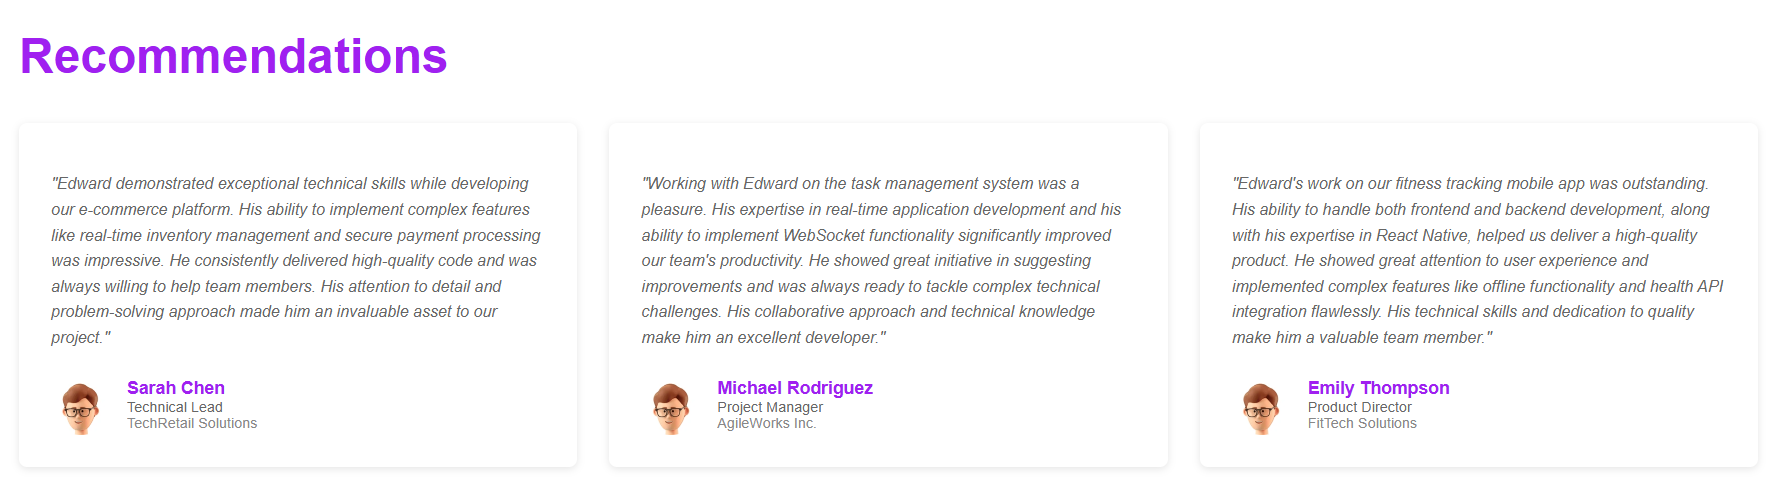 Recommendations
"Edward demonstrated exceptional technical skills while developing
our e-commerce platform. His ability to implement complex features
like real-time inventory management and secure payment processing
was impressive. He consistently delivered high-quality code and was
always willing to help team members. His attention to detail and
problem-solving approach made him an invaluable asset to our
project."
Sarah Chen
Technical Lead
TechRetail Solutions
"Working with Edward on the task management system was a
pleasure. His expertise in real-time application development and his
ability to implement WebSocket functionality significantly improved
our team's productivity. He showed great initiative in suggesting
improvements and was always ready to tackle complex technical
challenges. His collaborative approach and technical knowledge
make him an excellent developer."
Michael Rodriguez
Project Manager
AgileWorks Inc.
"Edward's work on our fitness tracking mobile app was outstanding.
His ability to handle both frontend and backend development, along
with his expertise in React Native, helped us deliver a high-quality
product. He showed great attention to user experience and
implemented complex features like offline functionality and health API
integration flawlessly. His technical skills and dedication to quality
make him a valuable team member."
Emily Thompson
Product Director
FitTech Solutions